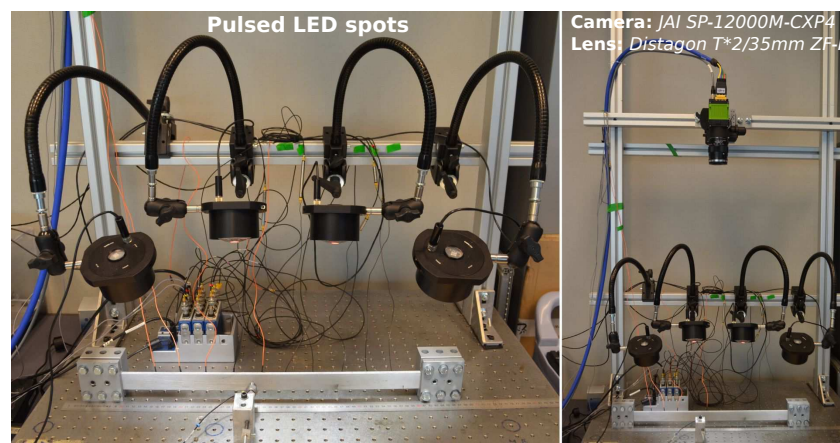 Pulsed LED spots
Camera: JAI SP-12000M-CXP4
Lens: Distagon T*2/35mm ZF-